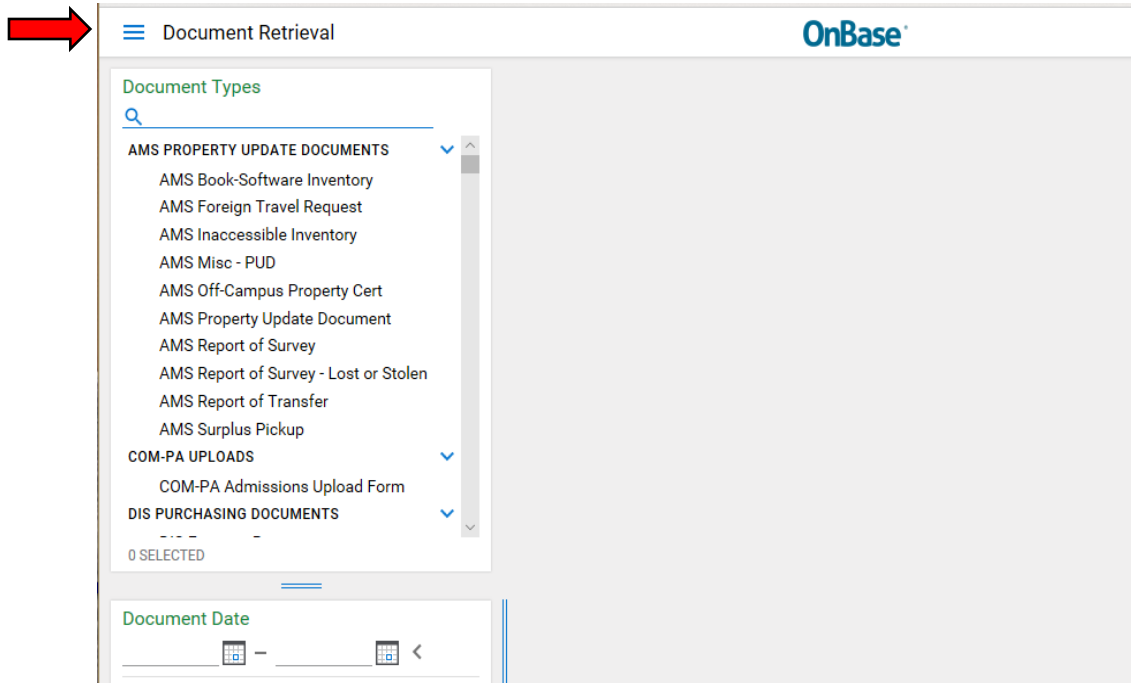 Document Retrieval
OnBase
Document Types
AMS PROPERTY UPDATE DOCUMENTS
AMS Book-Software Inventory
AMS Foreign Travel Request
AMS Inaccessible Inventory
AMS Misc - PUD
AMS Off-Campus Property Cert
AMS Property Update Document
AMS Report of Survey
AMS Report of Survey - Lost or Stolen
AMS Report of Transfer
AMS Surplus Pickup
COM-PA UPLOADS
COM-PA Admissions Upload Form
DIS PURCHASING DOCUMENTS
0 SELECTED
Document Date
–